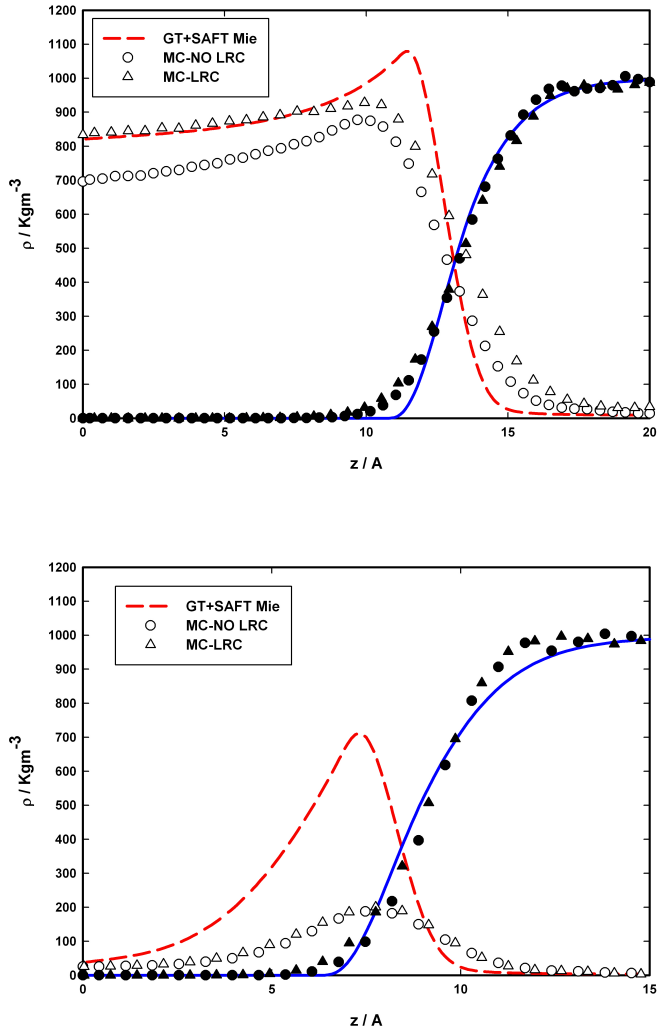 1200
1100
1000
900
800
700
600
500
400
300
200
100
0
ρ / Kgm-3
GT+SAFT Mie
MC-NO LRC
MC-LRC
0 5 10 15 20
z / A
1200
1100
1000
900
800
700
600
500
400
300
200
100
0
ρ / Kgm-3
GT+SAFT Mie
MC-NO LRC
MC-LRC
0 5 10 15
z / A